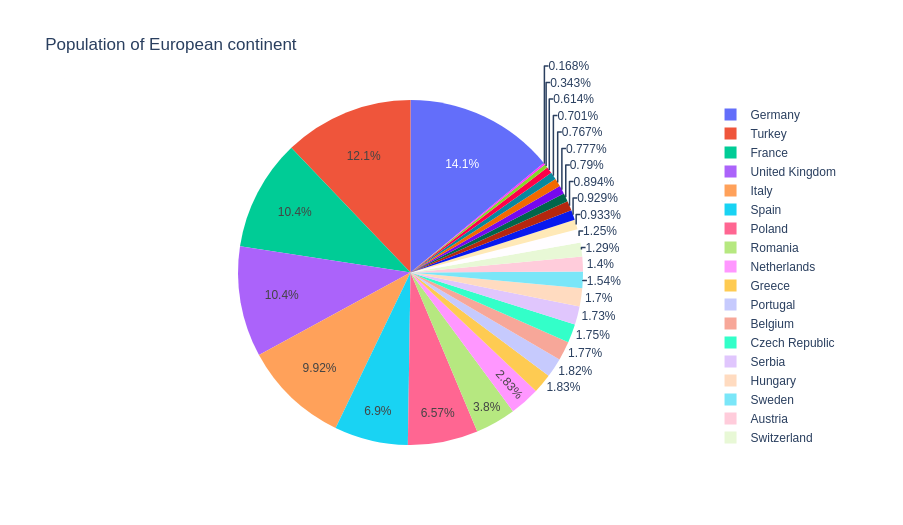 Population of European continent
14.1%
12.1%
10.4%
10.4%
9.92%
6.9%
6.57%
3.8%
2.83%
1.83%
1.82%
1.77%
1.75%
1.73%
1.7%
1.54%
1.4%
1.29%
1.25%
0.933%
0.929%
0.894%
0.79%
0.777%
0.767%
0.701%
0.614%
0.343%
0.168%
Germany
Turkey
France
United Kingdom
Italy
Spain
Poland
Romania
Netherlands
Greece
Portugal
Belgium
Czech Republic
Serbia
Hungary
Sweden
Austria
Switzerland